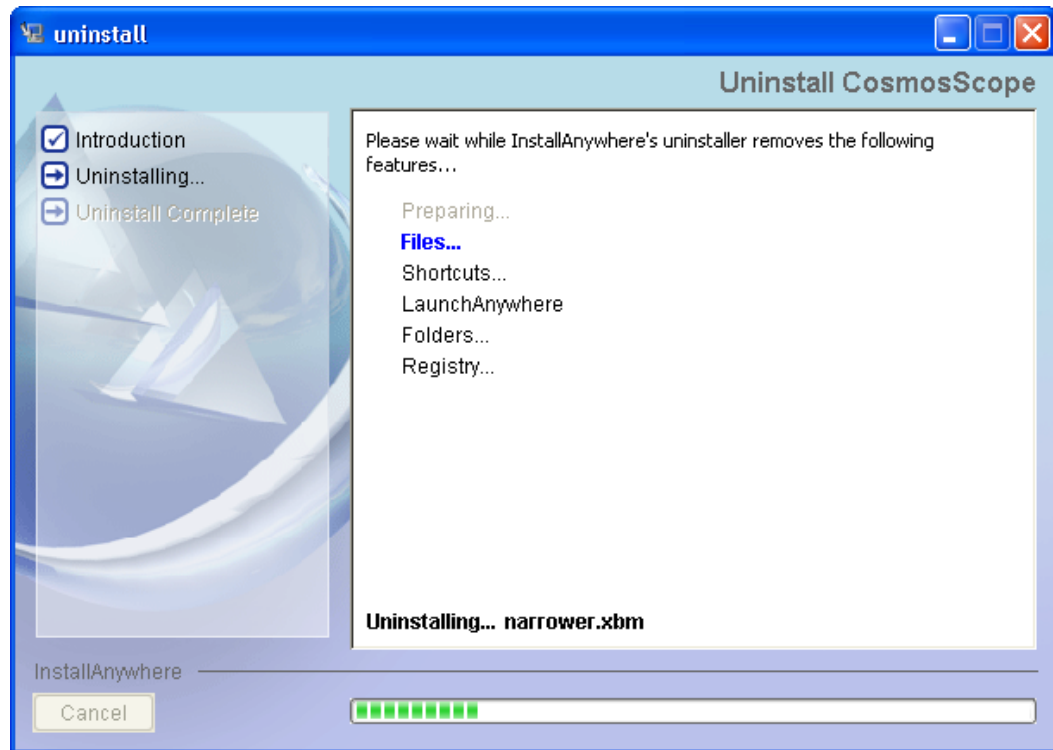 uninstall
Uninstall CosmosScope
Introduction
Uninstalling...
Uninstall Complete
Please wait while InstallAnywhere's uninstaller removes the following
features...
Preparing...
Files...
Shortcuts...
LaunchAnywhere
Folders...
Registry...
Uninstalling... narrower.xbm
InstallAnywhere
Cancel